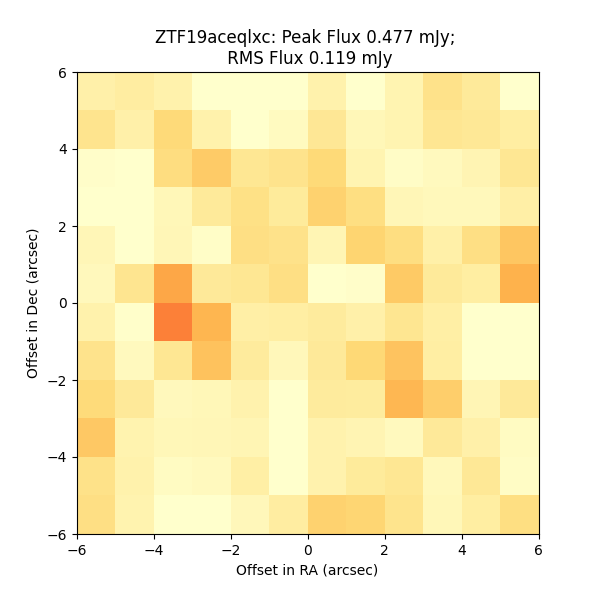 ZTF19aceqlxc: Peak Flux 0.477 mJy;
RMS Flux 0.119 mJy
6
4
2
0
−2
−4
−6
Offset in Dec (arcsec)
−6 −4 −2 0 2 4 6
Offset in RA (arcsec)